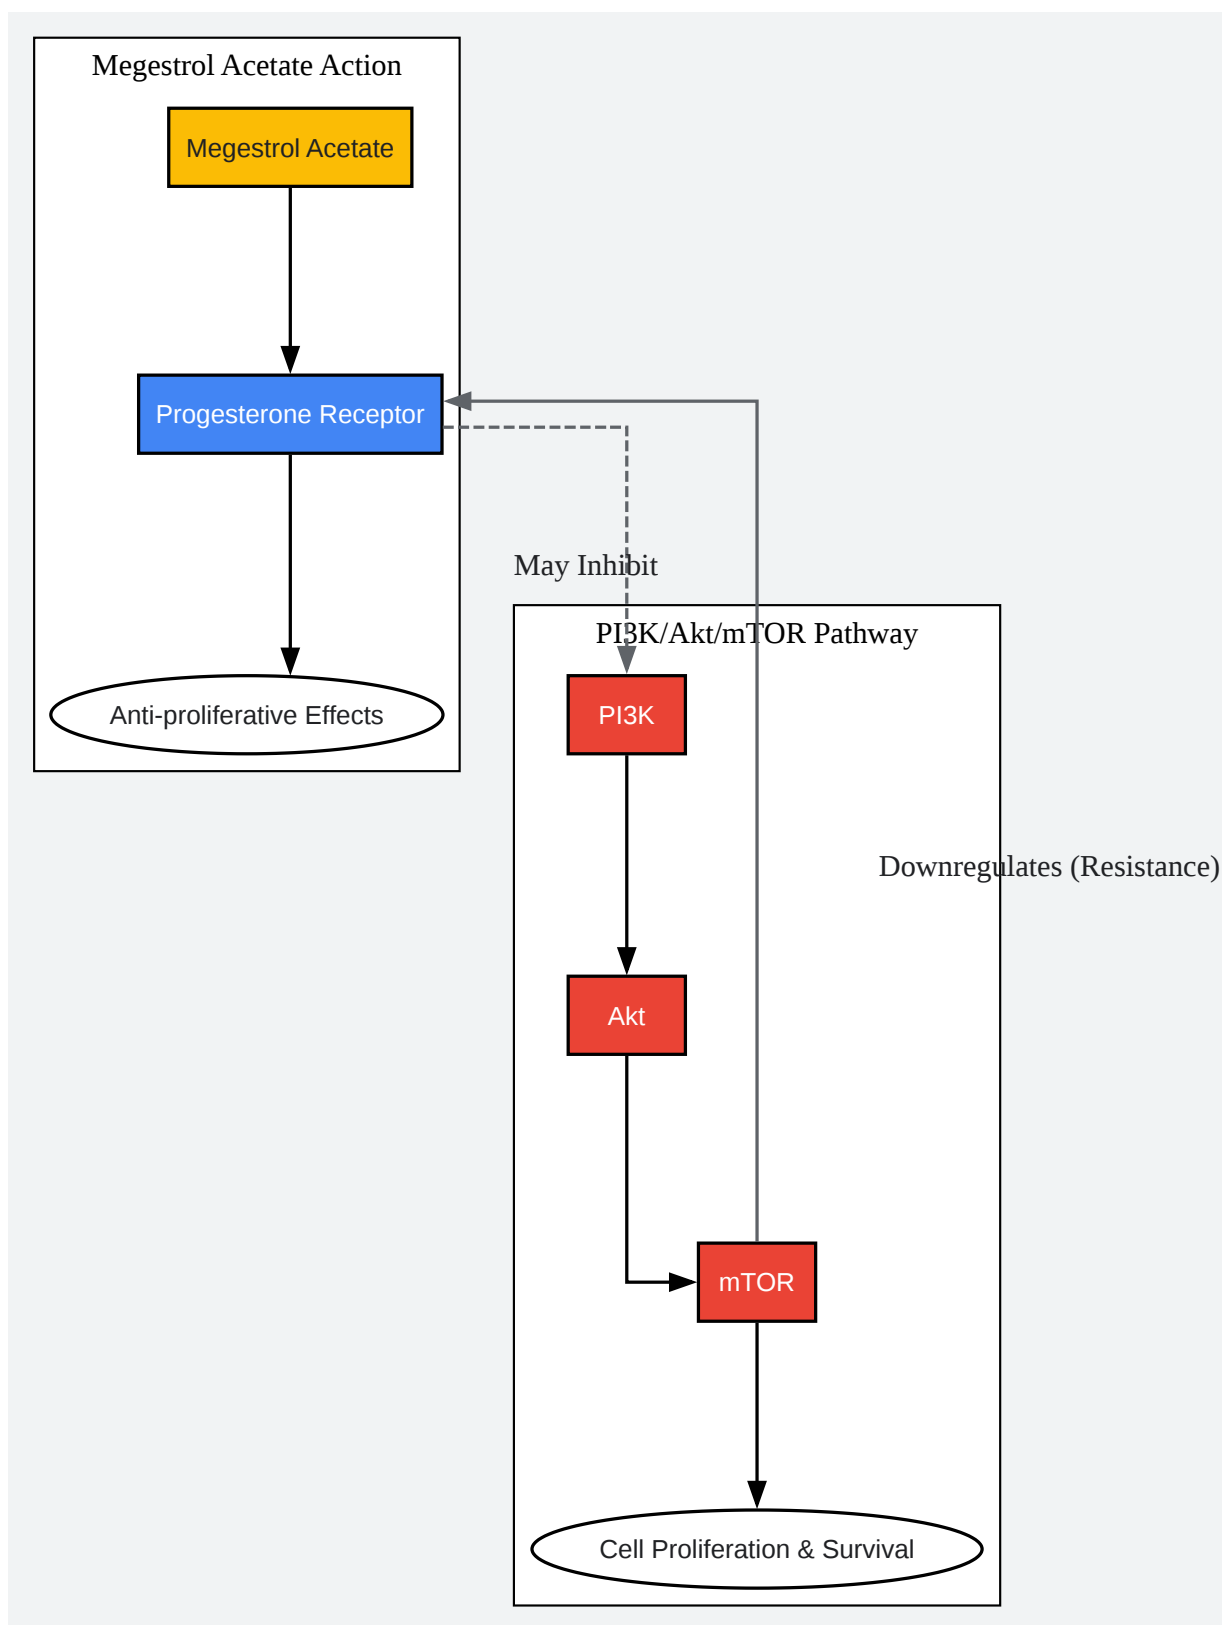 Megestrol Acetate Action
Megestrol Acetate
Progesterone Receptor
May Inhibit
PI3K/Akt/mTOR Pathway
Anti-proliferative Effects
PI3K
Downregulates (Resistance)
Akt
mTOR
Cell Proliferation & Survival